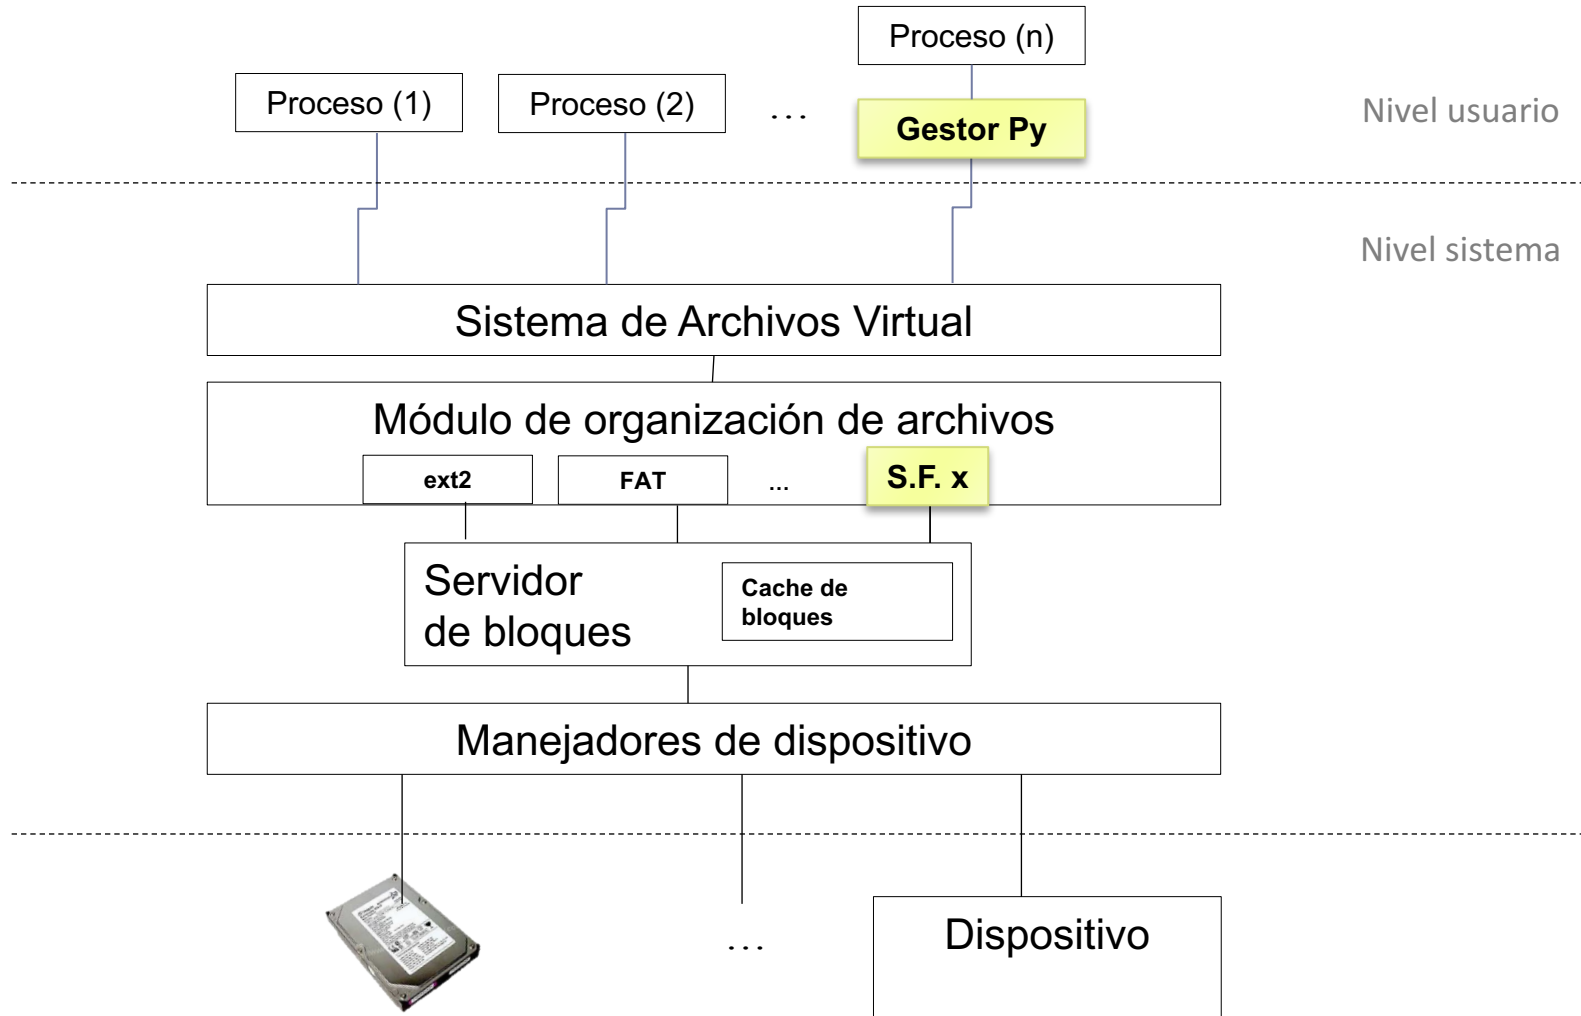 Proceso (n)
Proceso (1)
Proceso (2)
...
Gestor Py
Nivel usuario
Nivel sistema
Sistema de Archivos Virtual
Módulo de organización de archivos
ext2
FAT
...
S.F. x
Servidor
de bloques
Cache de
bloques
Manejadores de dispositivo
...
Dispositivo